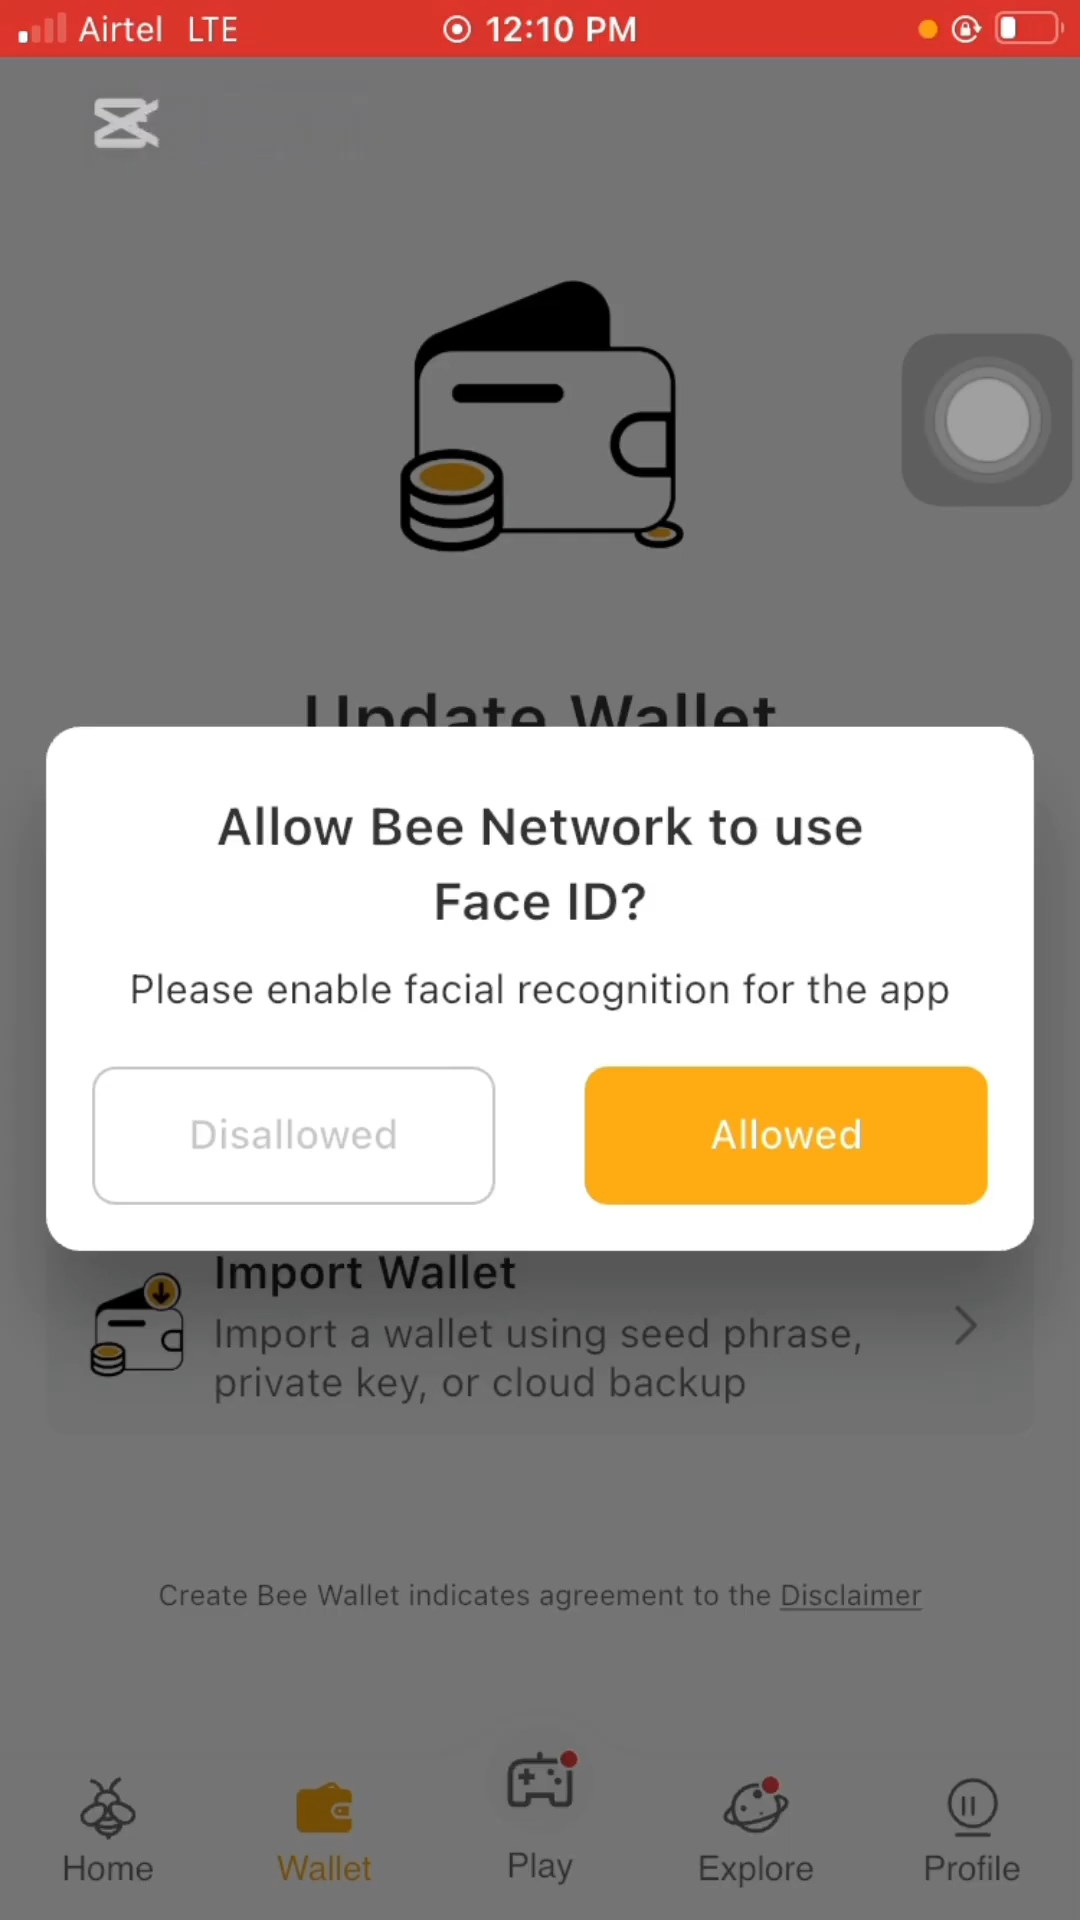 Airtel LTE 12:10 PM
Update Wallet
Allow Bee Network to use
Face ID?
Please enable facial recognition for the app
Disallowed
Allowed
Import Wallet
Import a wallet using seed phrase,
private key, or cloud backup
Create Bee Wallet indicates agreement to the Disclaimer
Home
Wallet
Play
Explore
Profile